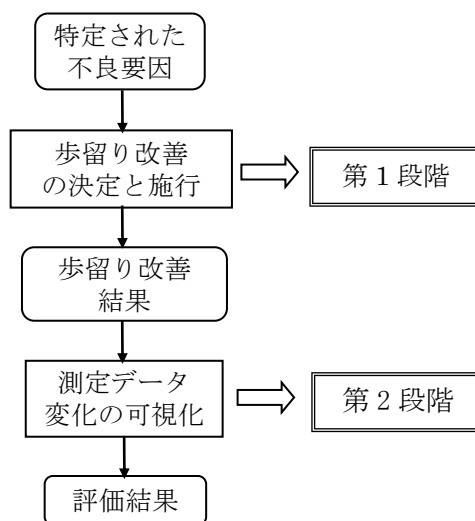 特定された
不良要因
歩留り改善
の決定と施行
第１段階
歩留り改善
結果
測定データ
変化の可視化
第２段階
評価結果